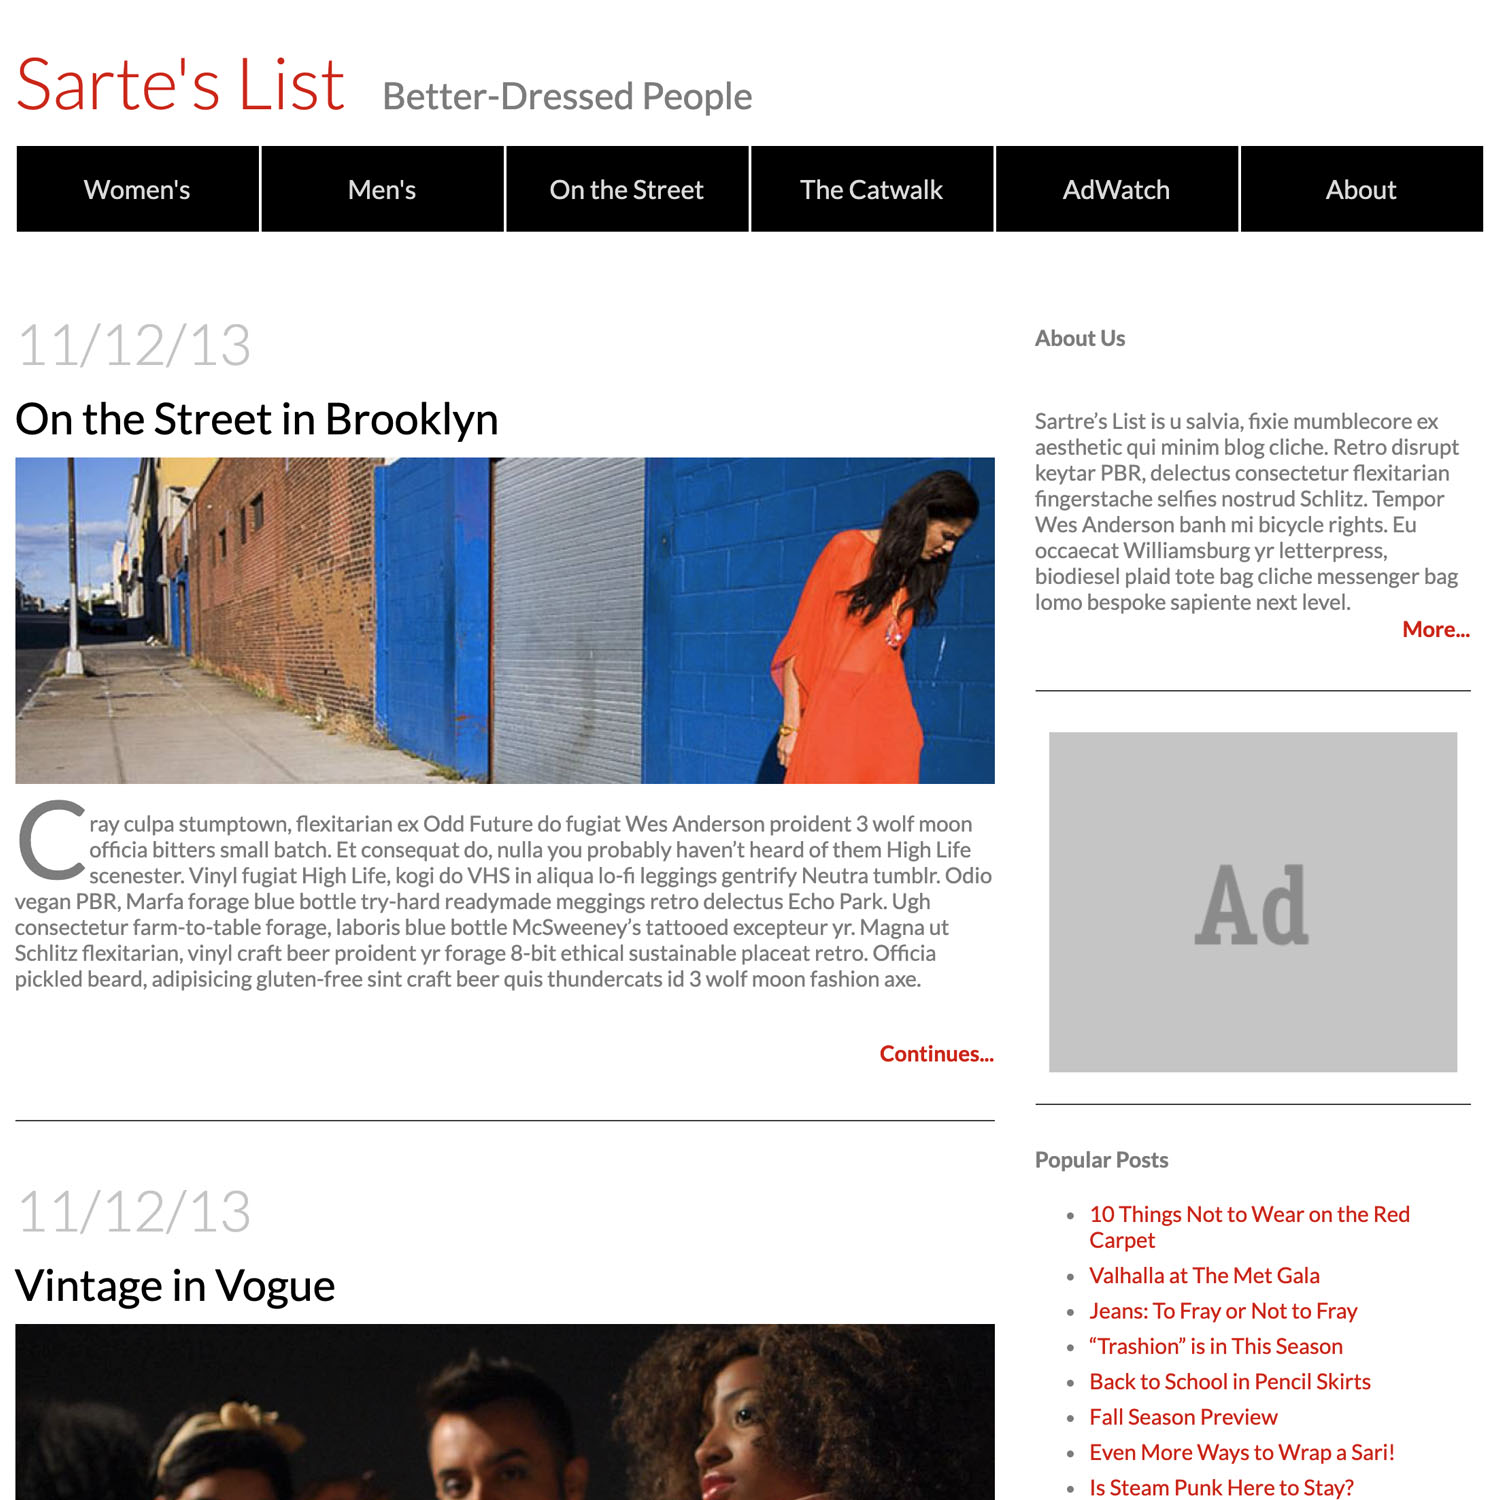 Sarte's List Better-Dressed People
Women's Men's On the Street The Catwalk AdWatch About
11/12/13
On the Street in Brooklyn
Cray culpa stumptown, flexitarian ex Odd Future do fugiat Wes Anderson proident 3 wolf moon
officia bitters small batch. Et consequat do, nulla you probably haven’t heard of them High Life
scenester. Vinyl fugiat High Life, kogi do VHS in aliqua lo-fi leggings gentrify Neutra tumblr. Odio
vegan PBR, Marfa forage blue bottle try-hard readymade meggings retro delectus Echo Park. Ugh
consectetur farm-to-table forage, laboris blue bottle McSweeney’s tattooed excepteur yr. Magna ut
Schlitz flexitarian, vinyl craft beer proident yr forage 8-bit ethical sustainable placeat retro. Officia
pickled beard, adipisicing gluten-free sint craft beer quis thundercats id 3 wolf moon fashion axe.
Continues...
11/12/13
Vintage in Vogue
About Us
Sartre’s List is u salvia, fixie mumblecore ex
aesthetic qui minim blog cliche. Retro disrupt
keytar PBR, delectus consectetur flexitarian
fingerstache selfies nostrud Schlitz. Tempor
Wes Anderson banh mi bicycle rights. Eu
occaecat Williamsburg yr letterpress,
biodiesel plaid tote bag cliche messenger bag
lomo bespoke sapiente next level.
More...
Ad
Popular Posts
10 Things Not to Wear on the Red
Carpet
Valhalla at The Met Gala
Jeans: To Fray or Not to Fray
“Trashion” is in This Season
Back to School in Pencil Skirts
Fall Season Preview
Even More Ways to Wrap a Sari!
Is Steam Punk Here to Stay?